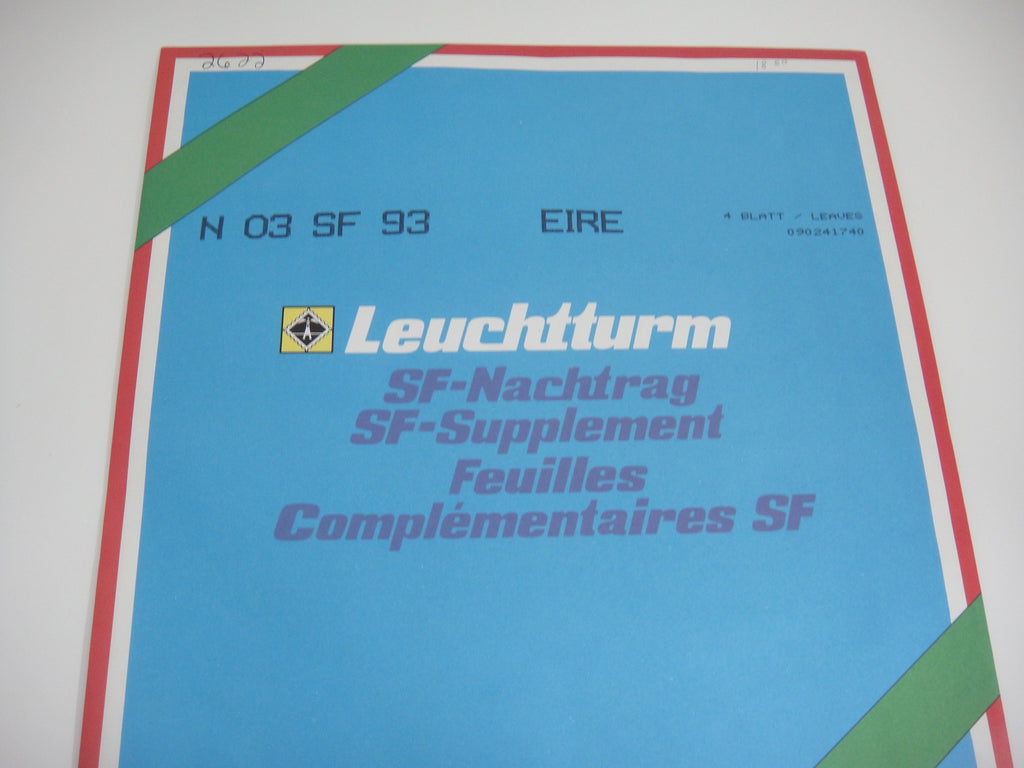 2622
N 03 SF 93 EIRE 4 BLATT / LEAVES
090241740
Leuchtturm
SF-Nachtrag
SF-Supplement
Feuilles
Complémentaires SF